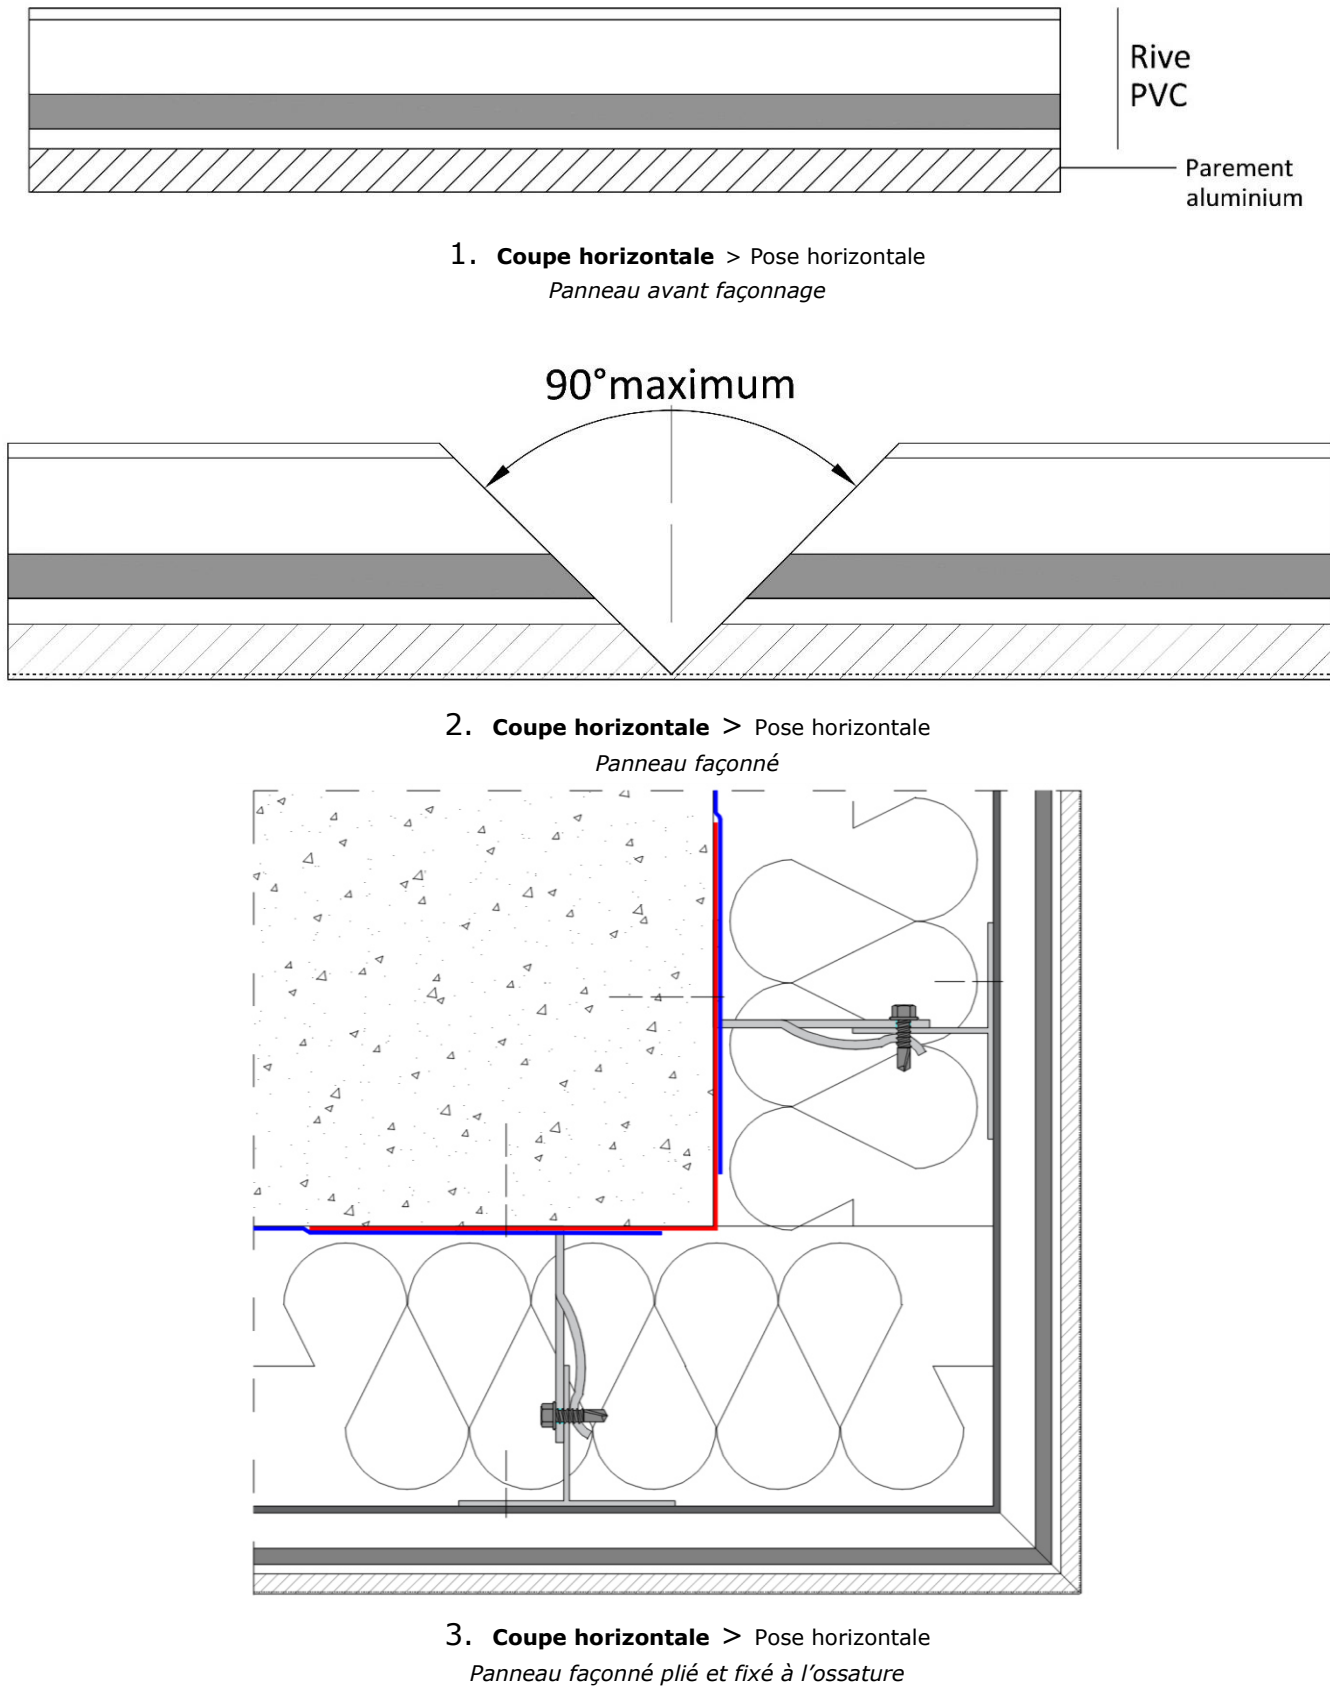 Rive
PVC
Parement
aluminium
1. Coupe horizontale > Pose horizontale
Panneau avant façonnage
90°maximum
2. Coupe horizontale > Pose horizontale
Panneau façonné
3. Coupe horizontale > Pose horizontale
Panneau façonné plié et fixé à l’ossature